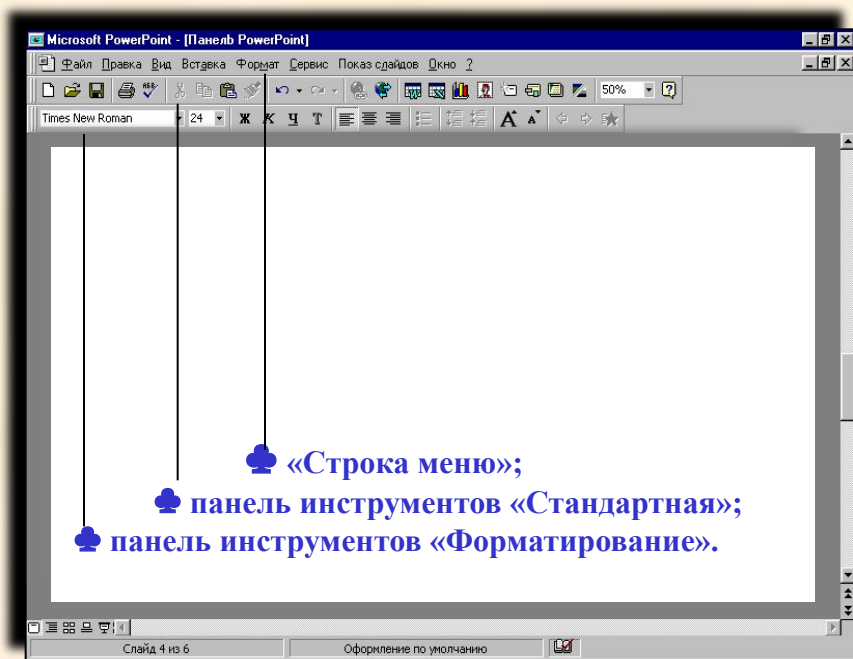 Microsoft PowerPoint - [Панель PowerPoint]
Файл Правка Вид Вставка Формат Сервис Показ слайдов Окно ?
50%
Times New Roman 24 Ж К Ч Т
«Строка меню»;
панель инструментов «Стандартная»;
панель инструментов «Форматирование».
Слайд 4 из 6 Оформление по умолчанию